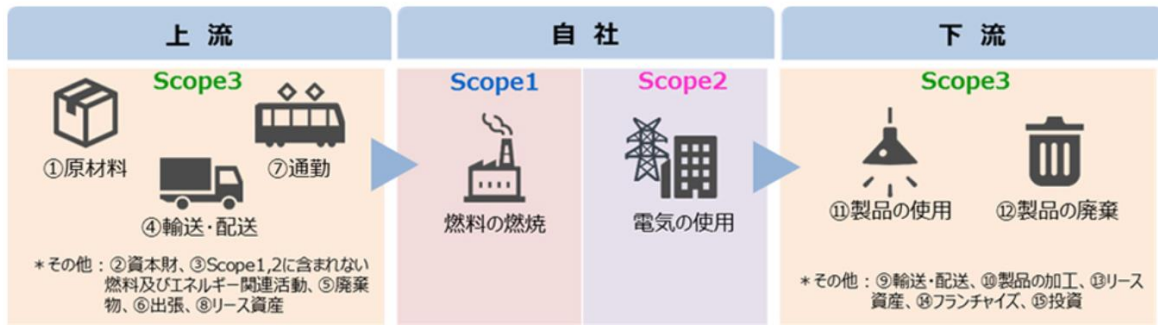 上 流
Scope3
①原材料
⑦通勤
④輸送・配送
＊その他：②資本財、③Scope1,2に含まれない
燃料及びエネルギー関連活動、⑤廃棄
物、⑥出張、⑧リース資産
自 社
Scope1
燃料の燃焼
Scope2
電気の使用
下 流
Scope3
⑪製品の使用
⑫製品の廃棄
＊その他：⑨輸送・配送、⑩製品の加工、⑬リース
資産、⑭フランチャイズ、⑮投資